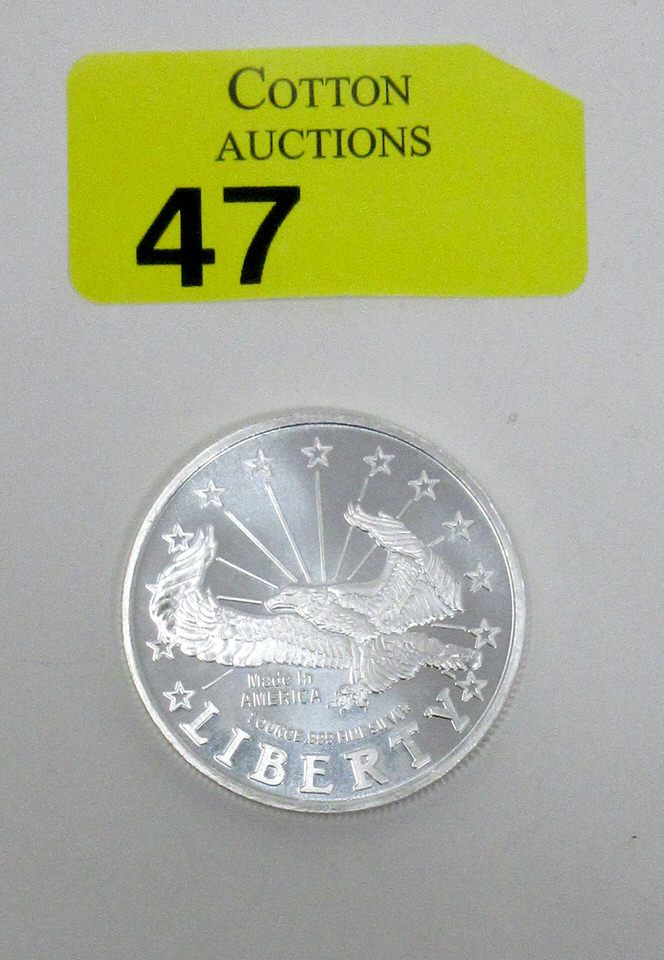 COTTON
AUCTIONS
47
Made In
AMERICA
1 OUNCE .999 FINE SILVER
LIBERTY